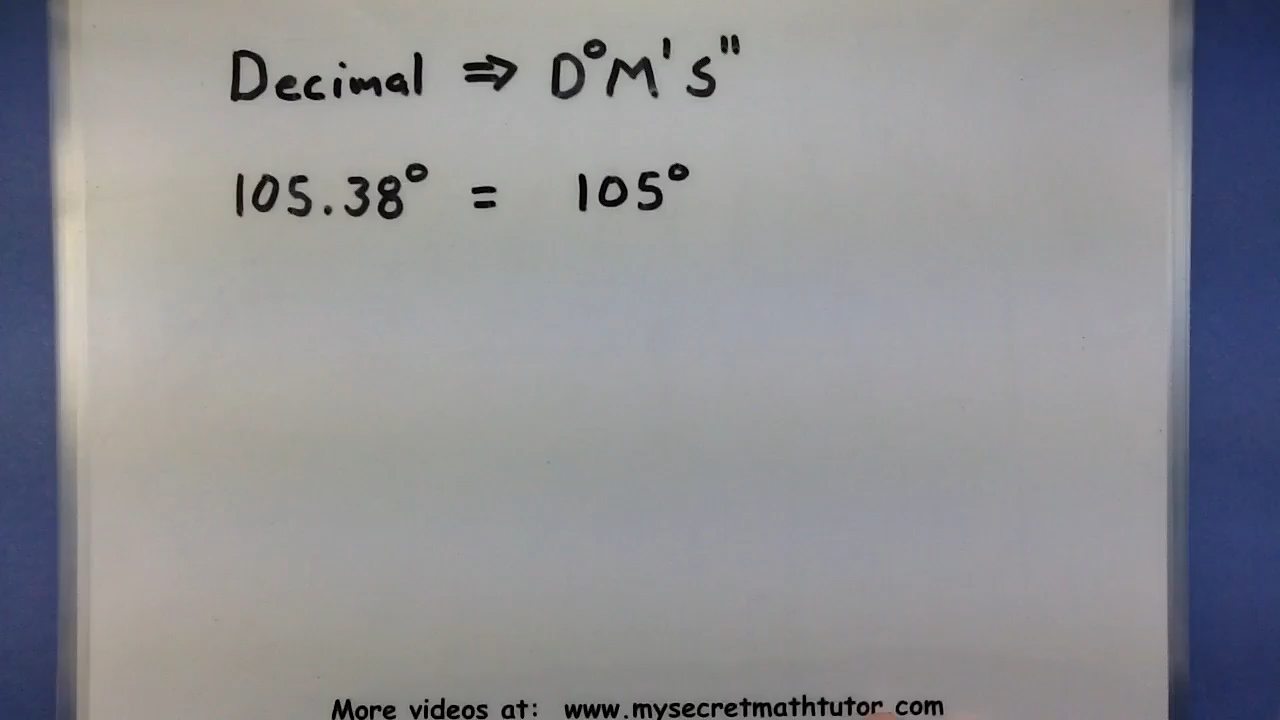 Decimal ⇒ D°M'S"
105.38° = 105°
More videos at: www.mysecretmathtutor.com